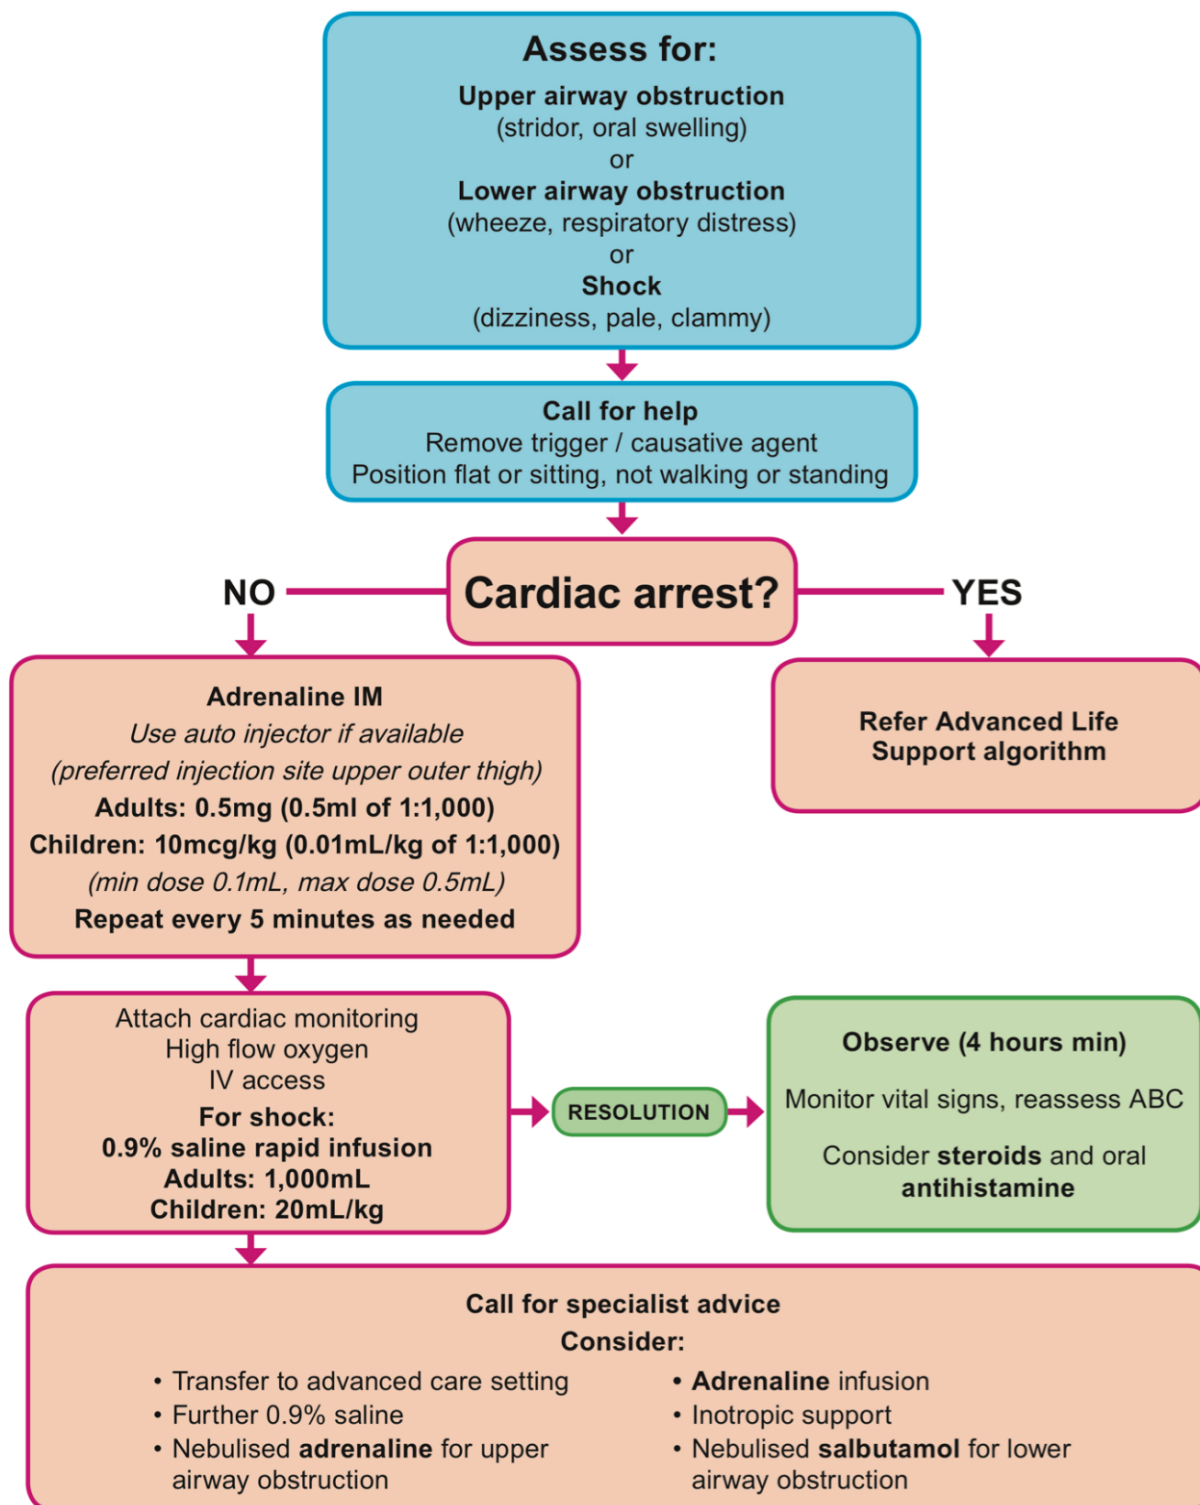 Assess for:
Upper airway obstruction
(stridor, oral swelling)
or
Lower airway obstruction
(wheeze, respiratory distress)
or
Shock
(dizziness, pale, clammy)
Call for help
Remove trigger / causative agent
Position flat or sitting, not walking or standing
Cardiac arrest?
NO
YES
Adrenaline IM
Use auto injector if available
(preferred injection site upper outer thigh)
Adults: 0.5mg (0.5ml of 1:1,000)
Children: 10mcg/kg (0.01mL/kg of 1:1,000)
(min dose 0.1mL, max dose 0.5mL)
Repeat every 5 minutes as needed
Refer Advanced Life
Support algorithm
Attach cardiac monitoring
High flow oxygen
IV access
For shock:
0.9% saline rapid infusion
Adults: 1,000mL
Children: 20mL/kg
RESOLUTION
Observe (4 hours min)
Monitor vital signs, reassess ABC
Consider steroids and oral
antihistamine
Call for specialist advice
Consider:
• Transfer to advanced care setting
• Further 0.9% saline
• Nebulised adrenaline for upper
airway obstruction
• Adrenaline infusion
• Inotropic support
• Nebulised salbutamol for lower
airway obstruction